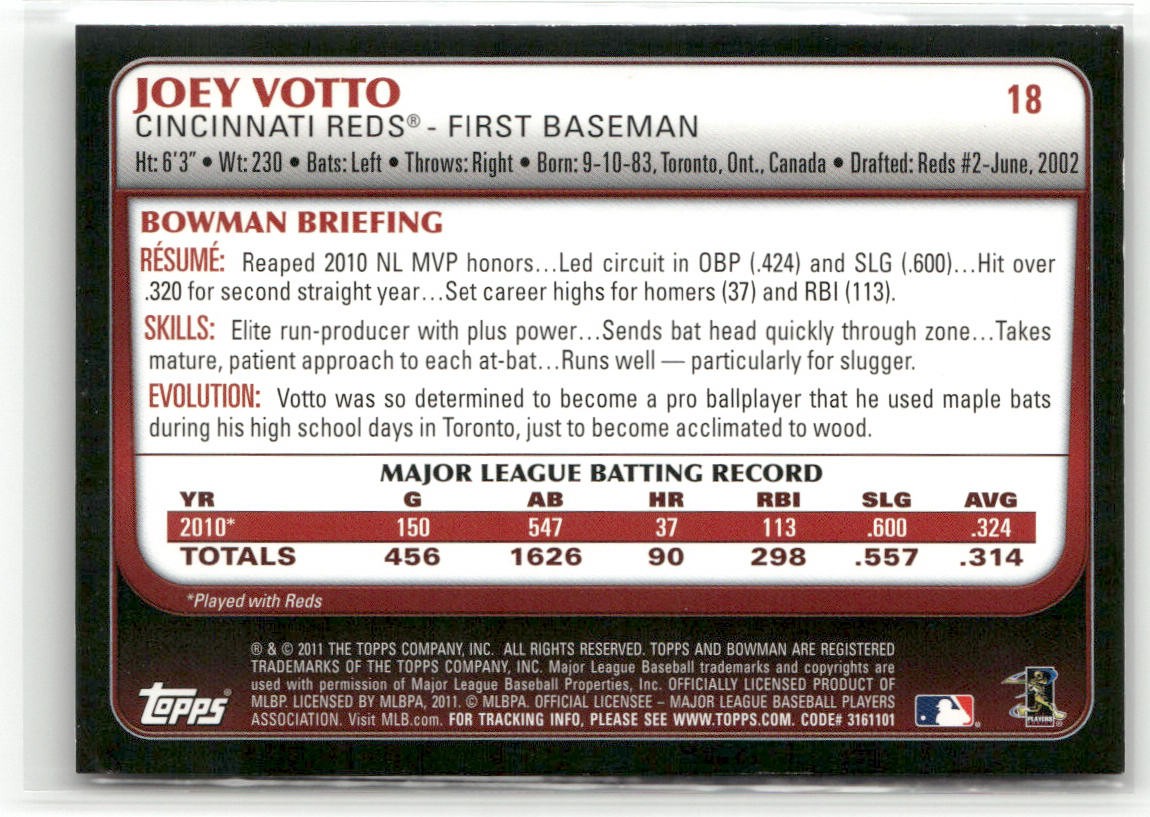 JOEY VOTTO
18
CINCINNATI REDS® - FIRST BASEMAN
Ht: 6'3" • Wt: 230 • Bats: Left • Throws: Right • Born: 9-10-83, Toronto, Ont., Canada • Drafted: Reds #2-June, 2002
BOWMAN BRIEFING
RÉSUMÉ: Reaped 2010 NL MVP honors...Led circuit in OBP (.424) and SLG (.600)...Hit over
.320 for second straight year...Set career highs for homers (37) and RBI (113).
SKILLS: Elite run-producer with plus power...Sends bat head quickly through zone...Takes
mature, patient approach to each at-bat...Runs well — particularly for slugger.
EVOLUTION: Votto was so determined to become a pro ballplayer that he used maple bats
during his high school days in Toronto, just to become acclimated to wood.
MAJOR LEAGUE BATTING RECORD
YR G AB HR RBI SLG AVG
2010* 150 547 37 113 .600 .324
TOTALS 456 1626 90 298 .557 .314
*Played with Reds
® & © 2011 THE TOPPS COMPANY, INC. ALL RIGHTS RESERVED. TOPPS AND BOWMAN ARE REGISTERED
TRADEMARKS OF THE TOPPS COMPANY, INC. Major League Baseball trademarks and copyrights are
used with permission of Major League Baseball Properties, Inc. OFFICIALLY LICENSED PRODUCT OF
MLBP. LICENSED BY MLBPA, 2011. © MLBPA. OFFICIAL LICENSEE - MAJOR LEAGUE BASEBALL PLAYERS
ASSOCIATION. Visit MLB.com. FOR TRACKING INFO, PLEASE SEE WWW.TOPPS.COM. CODE# 3161101
Topps®
PLAYERS